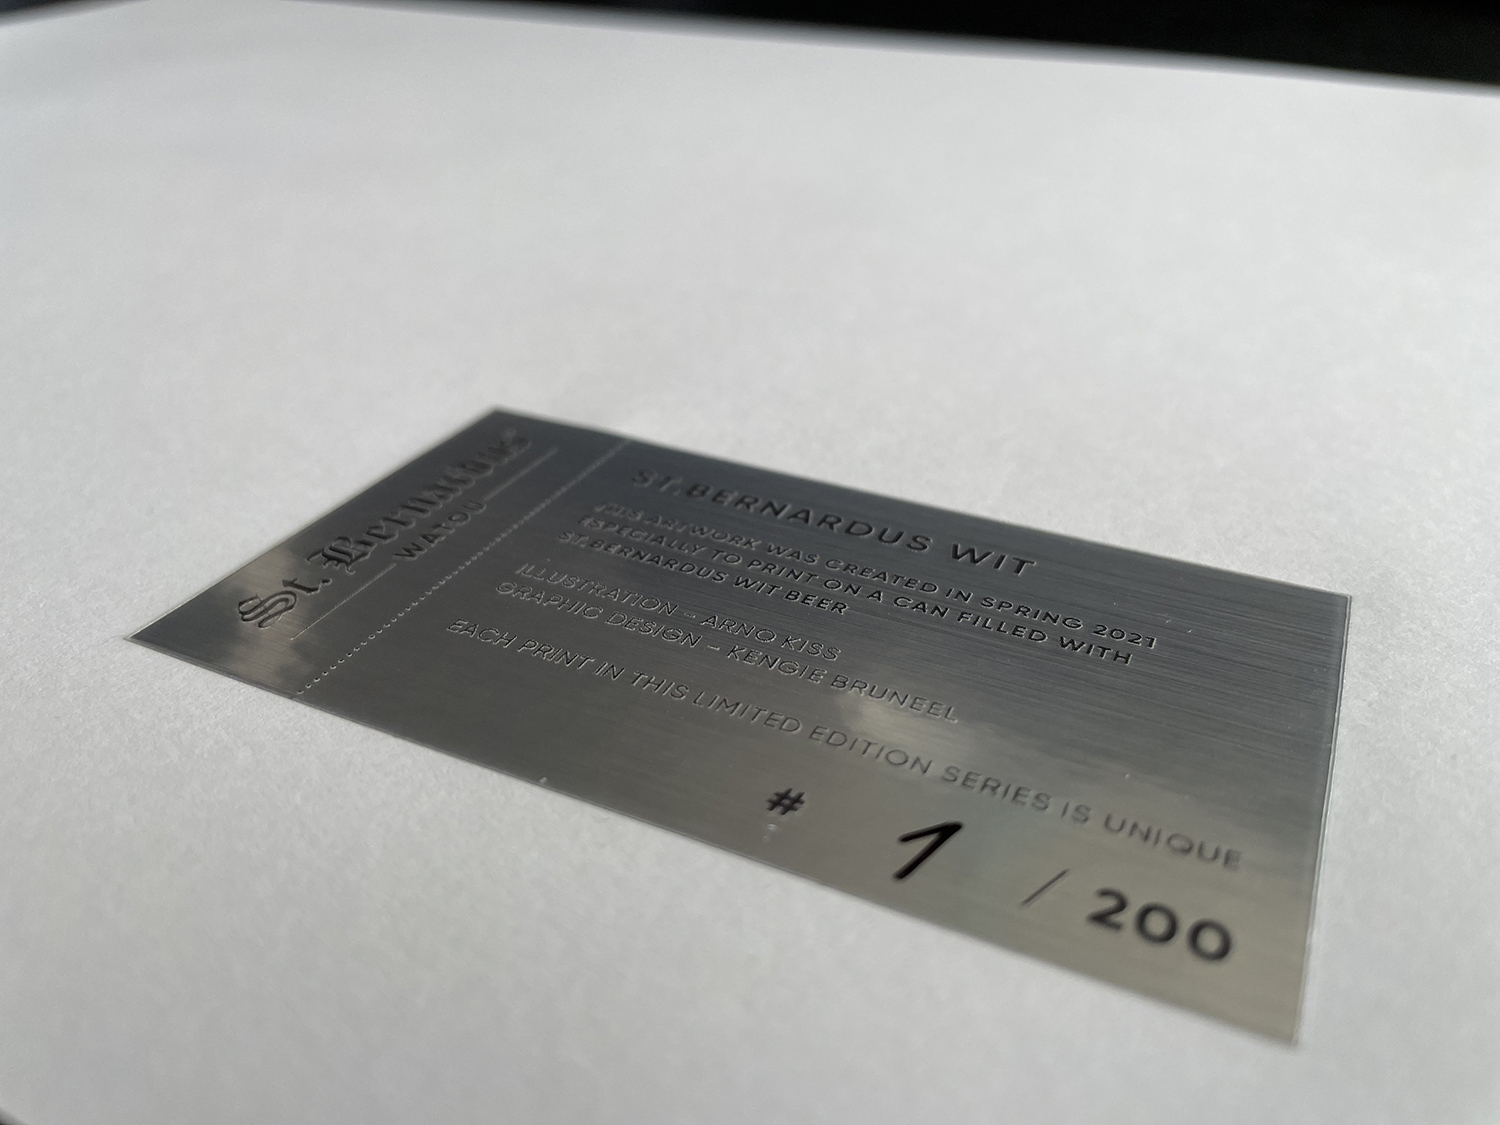 St. Bernardus
WATOU
ST. BERNARDUS WIT
THIS ARTWORK WAS CREATED IN SPRING 2021
ESPECIALLY TO PRINT ON A CAN FILLED WITH
ST. BERNARDUS WIT BEER
ILLUSTRATION – ARNO KISS
GRAPHIC DESIGN – KENGIE BRUNEEL
EACH PRINT IN THIS LIMITED EDITION SERIES IS UNIQUE
# 1 / 200